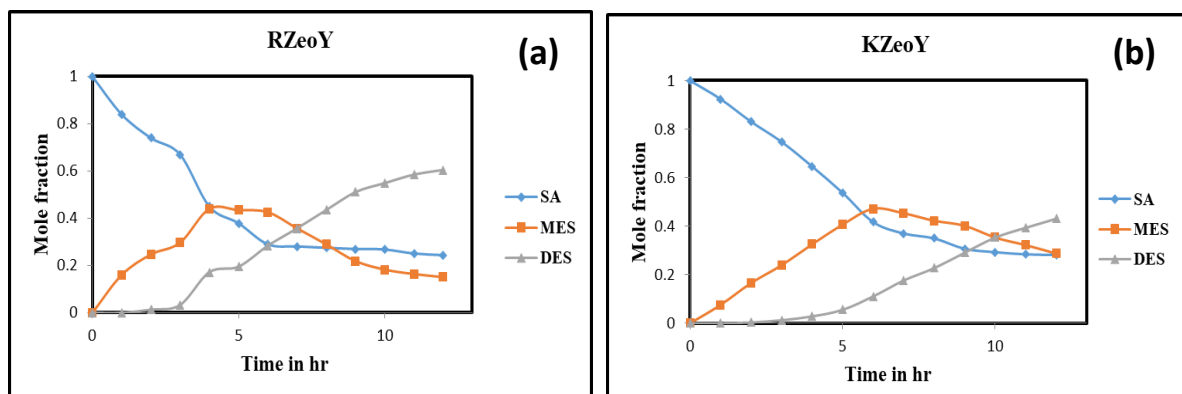 RZeoY
(a)
1
0.8
0.6
0.4
0.2
0
Mole fraction
0
5
10
Time in hr
SA
MES
DES
KZeoY
(b)
1
0.8
0.6
0.4
0.2
0
Mole fraction
0
5
10
Time in hr
SA
MES
DES